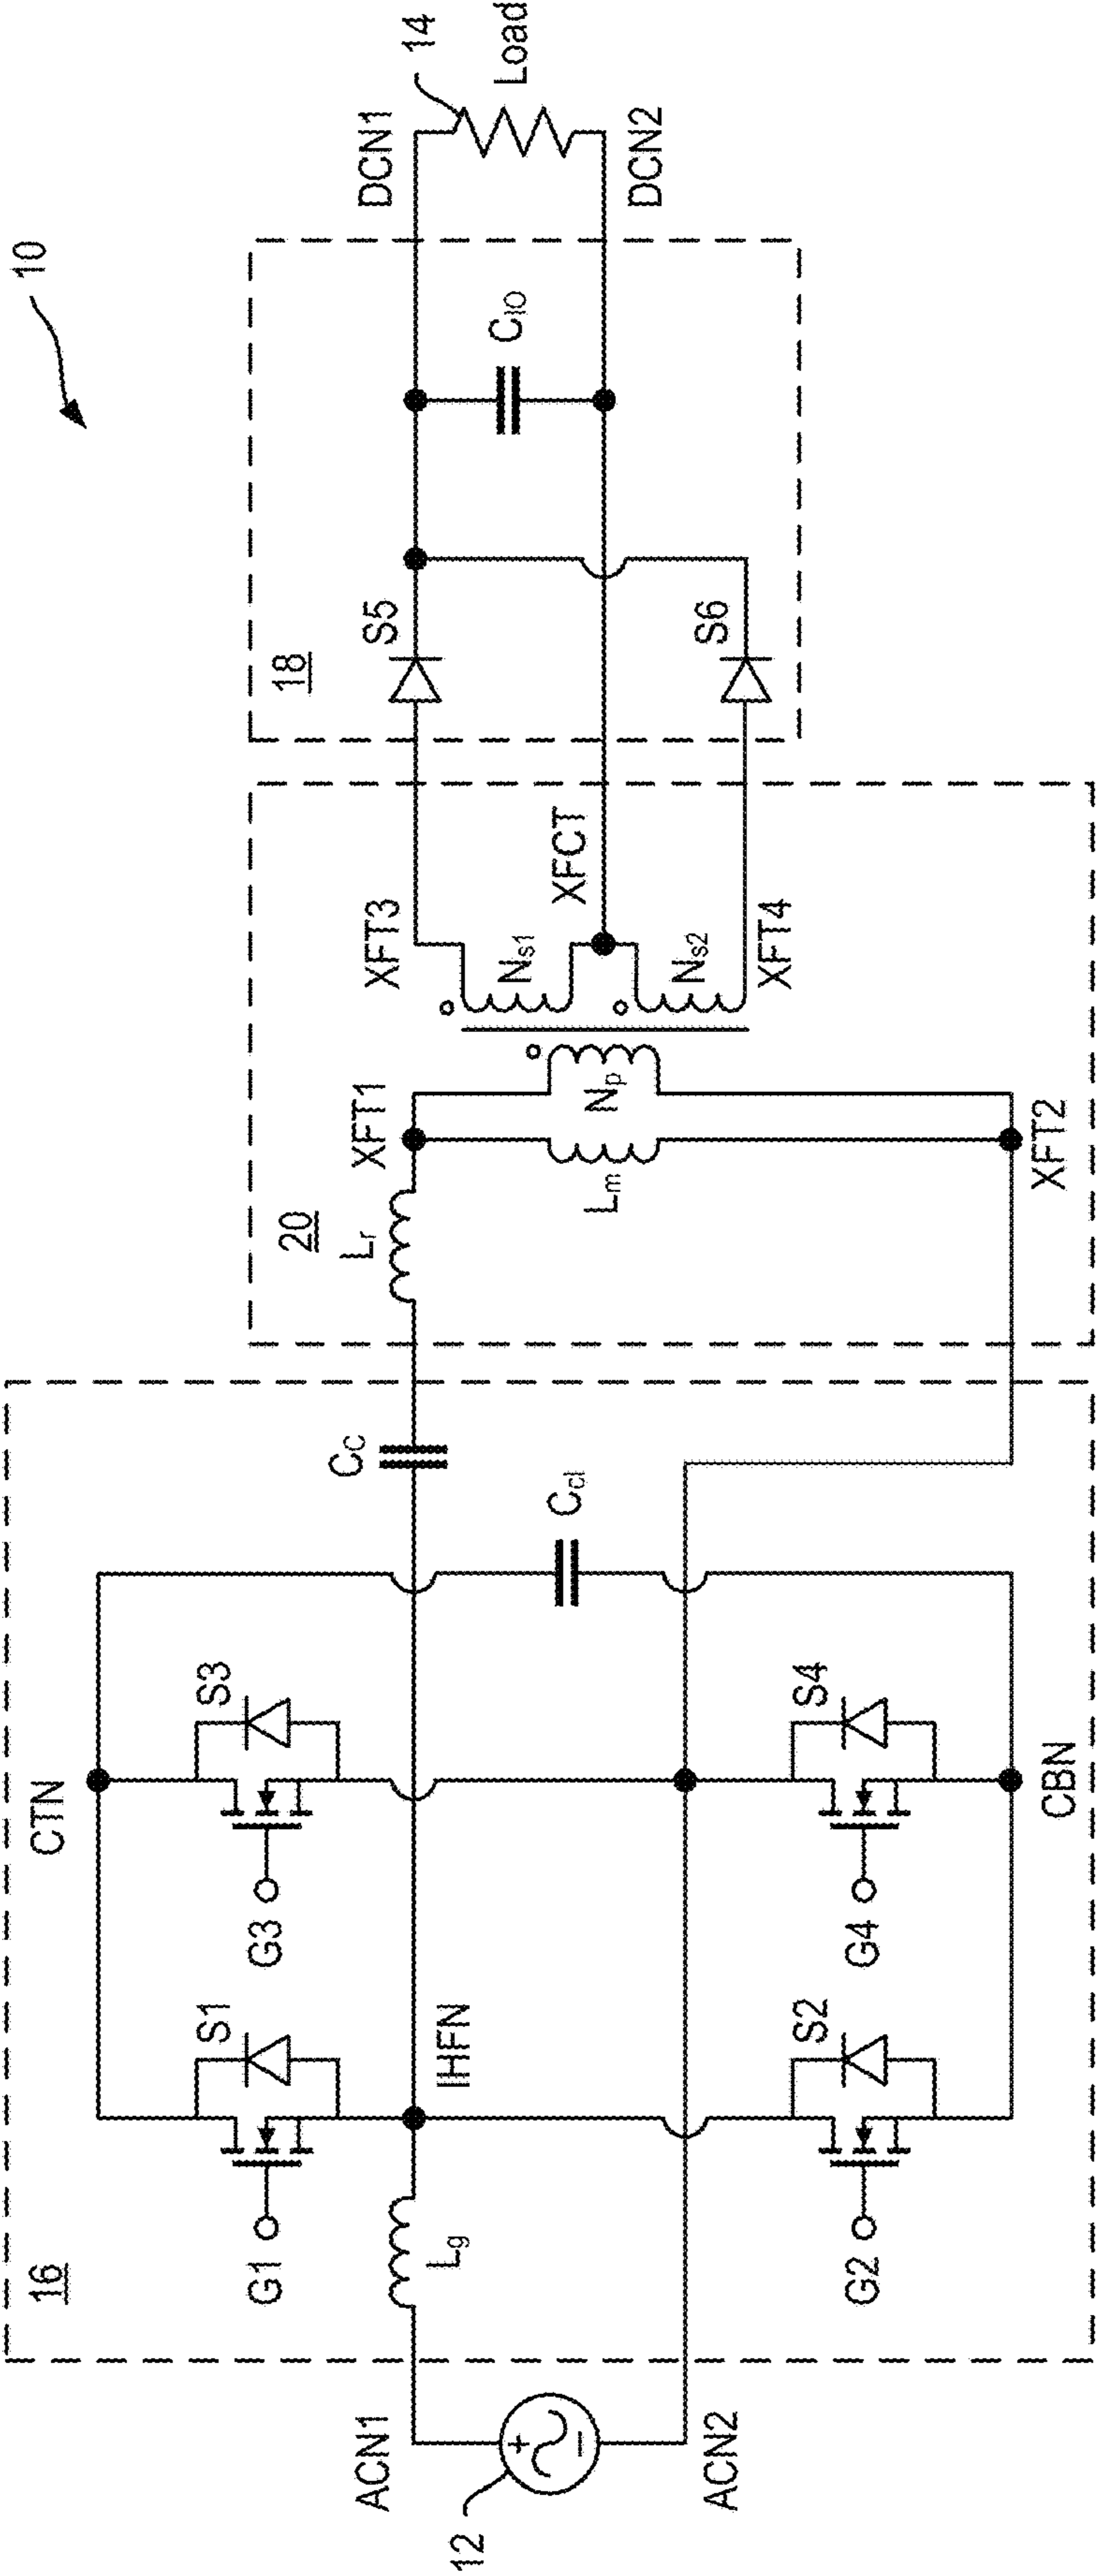 10
16
CTN
G1
S1
G3
S3
ACN1
Lg
IHFN
CC
Ccl
12
ACN2
G2
S2
G4
S4
CBN
20
Lr
XFT1
Lm
Np
XFT2
XFT3
Ns1
XFCT
Ns2
XFT4
18
S5
S6
CIO
DCN1
14
Load
DCN2